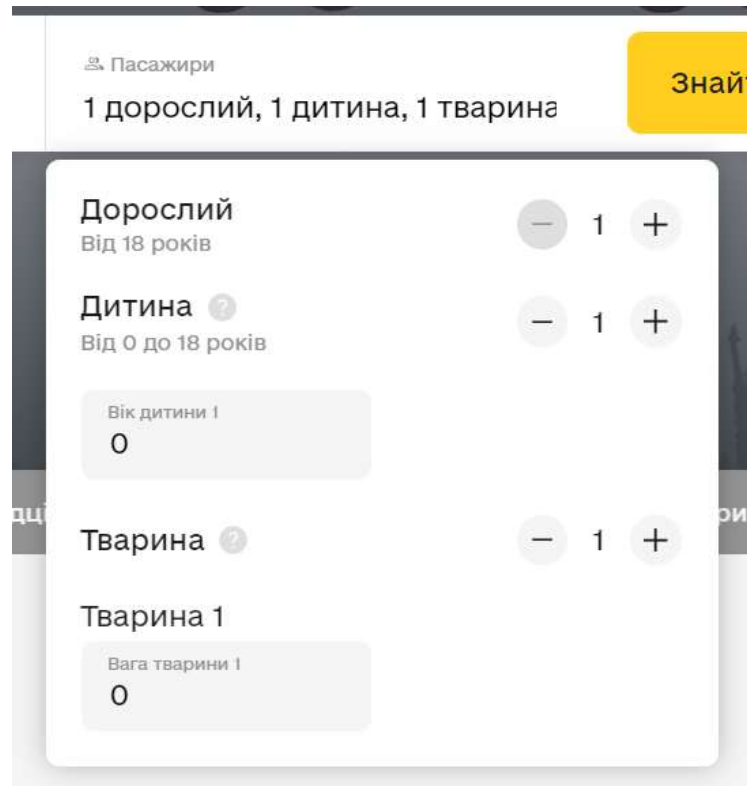 Пасажири
1 дорослий, 1 дитина, 1 тварина
Дорослий
Від 18 років
1
Дитина
?
1
Від 0 до 18 років
Вік дитини 1
0
Тварина
?
1
Тварина 1
Вага тварини 1
0